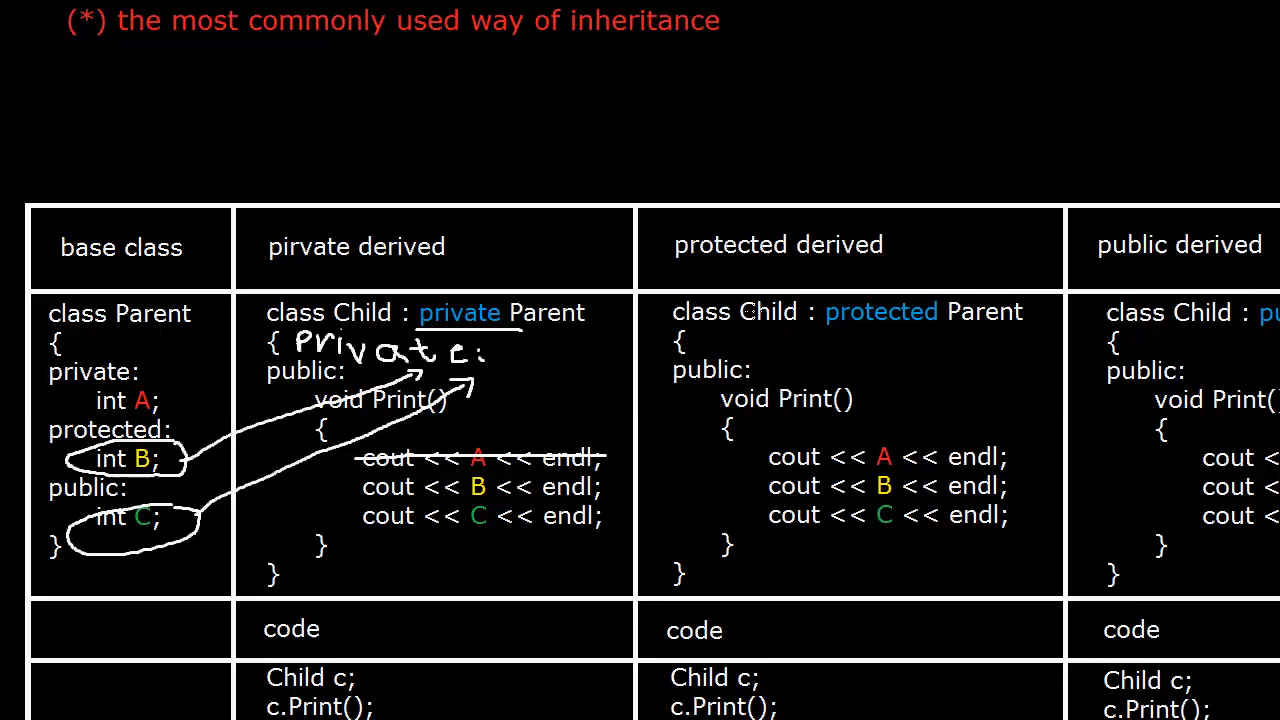 (*) the most commonly used way of inheritance
base class
pirvate derived
protected derived
public derived
class Parent
{
private:
int A;
protected:
int B;
public:
int C;
}
class Child : private Parent
{ private:
public:
void Print()
{
cout << A << endl;
cout << B << endl;
cout << C << endl;
}
}
class Child : protected Parent
{
public:
void Print()
{
cout << A << endl;
cout << B << endl;
cout << C << endl;
}
}
class Child : pu
{
public:
void Print()
{
cout <
cout <
cout <
}
}
code
code
code
Child c;
c.Print();
Child c;
c.Print();
Child c;
c.Print();